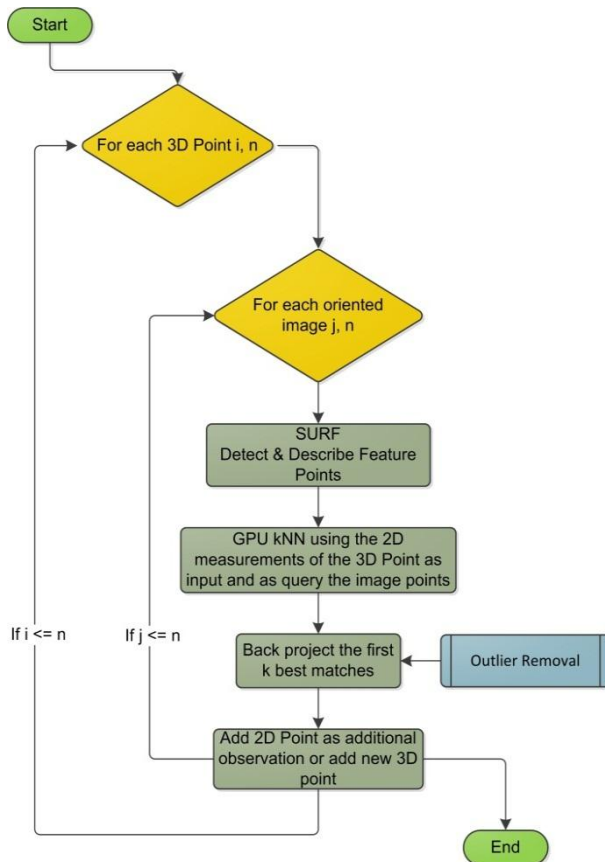 Start
For each 3D Point i, n
For each oriented
image j, n
SURF
Detect & Describe Feature
Points
GPU kNN using the 2D
measurements of the 3D Point as
input and as query the image points
If i <= n
If j <= n
Back project the first
k best matches
Outlier Removal
Add 2D Point as additional
observation or add new 3D
point
End